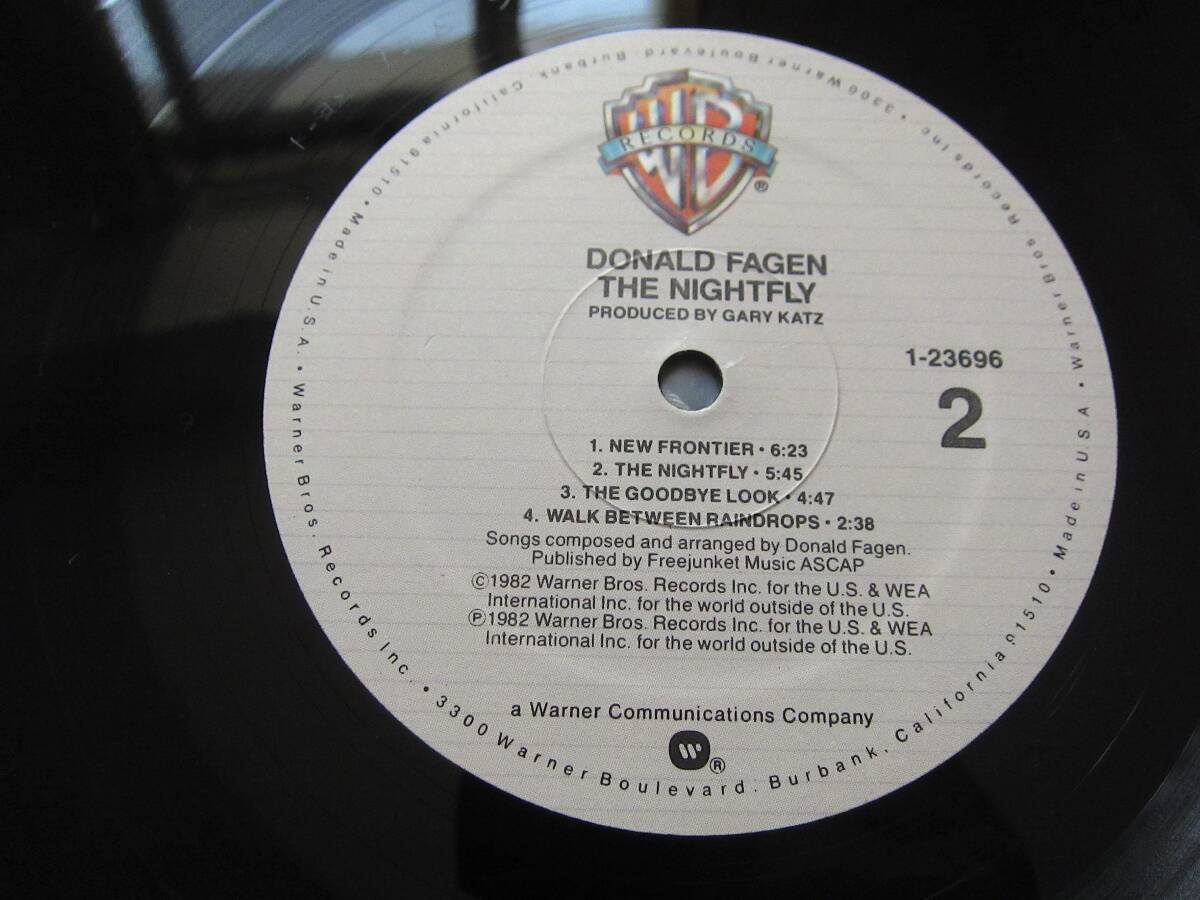 WB
RECORDS
®
DONALD FAGEN
THE NIGHTFLY
PRODUCED BY GARY KATZ
1-23696
2
1. NEW FRONTIER • 6:23
2. THE NIGHTFLY • 5:45
3. THE GOODBYE LOOK • 4:47
4. WALK BETWEEN RAINDROPS • 2:38
Songs composed and arranged by Donald Fagen.
Published by Freejunket Music ASCAP
©1982 Warner Bros. Records Inc. for the U.S. & WEA
International Inc. for the world outside of the U.S.
℗1982 Warner Bros. Records Inc. for the U.S. & WEA
International Inc. for the world outside of the U.S.
a Warner Communications Company
W ®
Warner Bros. Records Inc. • 3300 Warner Boulevard. Burbank, California 91510 • Made in U.S.A. • Warner Bros. Records Inc. • 3300 Warner Boulevard. Burbank, California 91510 • Made in U.S.A. •